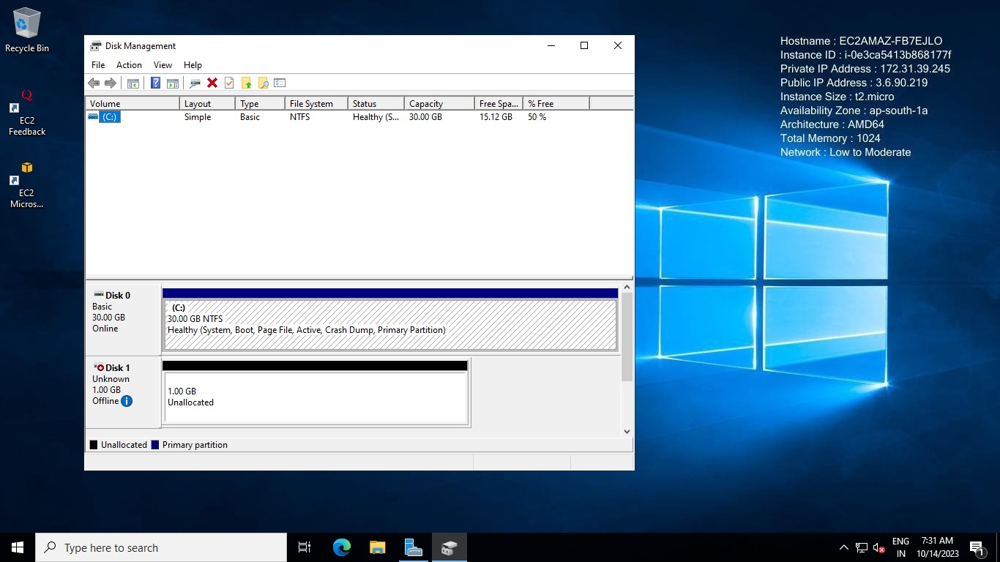 Recycle Bin
EC2
Feedback
EC2
Micros...
Disk Management
File Action View Help
Volume Layout Type File System Status Capacity Free Spa... % Free
(C:) Simple Basic NTFS Healthy (S... 30.00 GB 15.12 GB 50 %
Disk 0
Basic
30.00 GB
Online
(C:)
30.00 GB NTFS
Healthy (System, Boot, Page File, Active, Crash Dump, Primary Partition)
Disk 1
Unknown
1.00 GB
Offline
1.00 GB
Unallocated
Unallocated Primary partition
Hostname : EC2AMAZ-FB7EJLO
Instance ID : i-0e3ca5413b868177f
Private IP Address : 172.31.39.245
Public IP Address : 3.6.90.219
Instance Size : t2.micro
Availability Zone : ap-south-1a
Architecture : AMD64
Total Memory : 1024
Network : Low to Moderate
Type here to search
ENG
IN
7:31 AM
10/14/2023
1